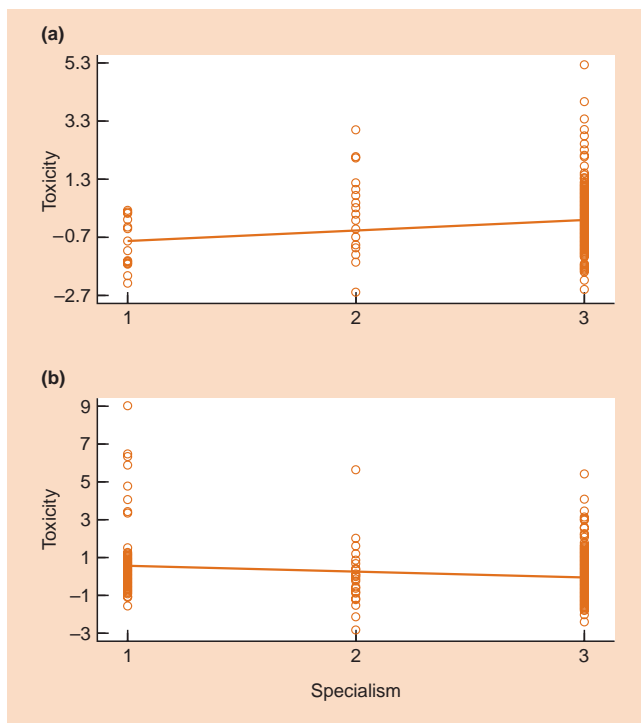 (a)
5.3
3.3
1.3
–0.7
–2.7
Toxicity
1 2 3
(b)
9
7
5
3
1
–1
–3
Toxicity
1 2 3
Specialism